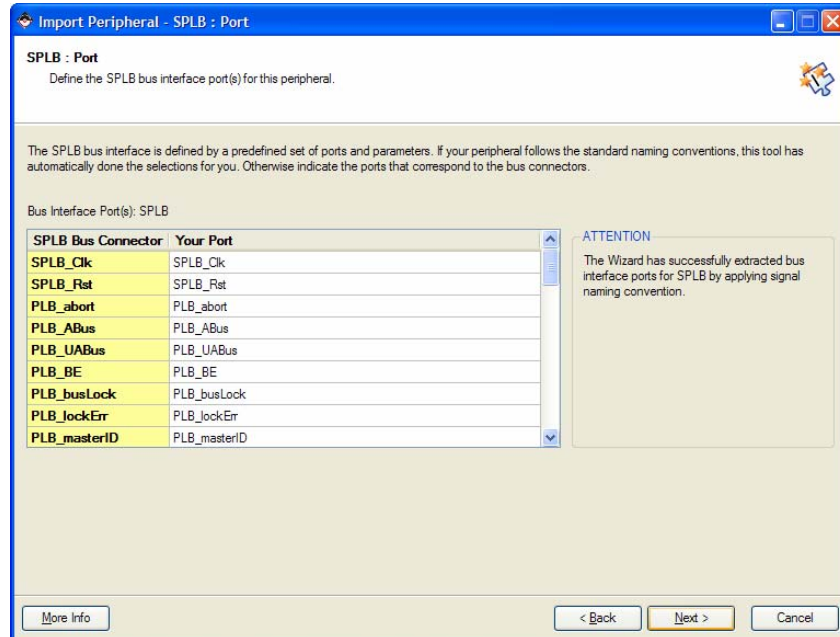 Import Peripheral - SPLB : Port
SPLB : Port
Define the SPLB bus interface port(s) for this peripheral.
The SPLB bus interface is defined by a predefined set of ports and parameters. If your peripheral follows the standard naming conventions, this tool has
automatically done the selections for you. Otherwise indicate the ports that correspond to the bus connectors.
Bus Interface Port(s): SPLB
SPLB Bus Connector Your Port
SPLB_Clk SPLB_Clk
SPLB_Rst SPLB_Rst
PLB_abort PLB_abort
PLB_ABus PLB_ABus
PLB_UABus PLB_UABus
PLB_BE PLB_BE
PLB_busLock PLB_busLock
PLB_lockErr PLB_lockErr
PLB_masterID PLB_masterID
ATTENTION
The Wizard has successfully extracted bus
interface ports for SPLB by applying signal
naming convention.
More Info
< Back
Next >
Cancel